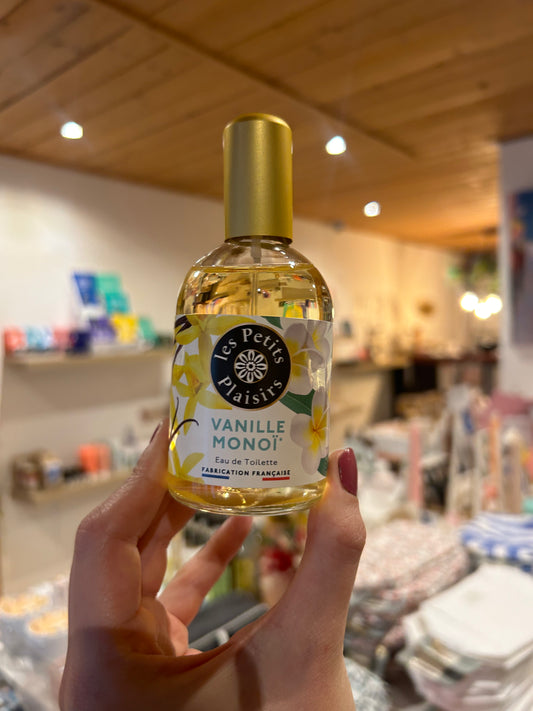 les Petits
Plaisirs
VANILLE
MONOÏ*
Eau de Toilette
FABRICATION FRANÇAISE